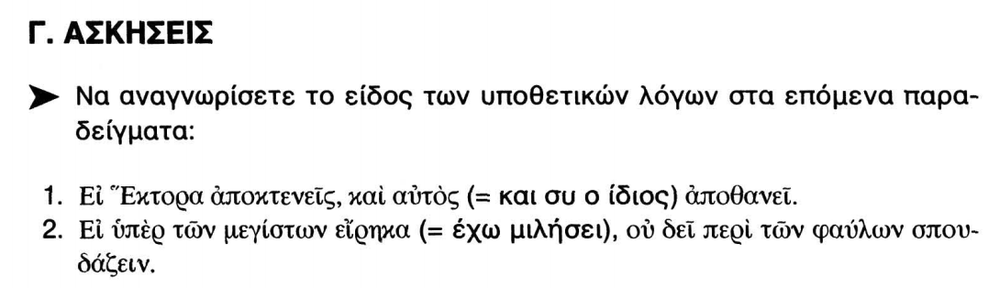 Γ. ΑΣΚΗΣΕΙΣ
➤ Να αναγνωρίσετε το είδος των υποθετικών λόγων στα επόμενα παρα-
δείγματα:
1. Εἰ Ἕκτορα ἀποκτενεῖς, καὶ αὐτὸς (= και συ ο ίδιος) ἀποθανεῖ.
2. Εἰ ὑπὲρ τῶν μεγίστων εἴρηκα (= έχω μιλήσει), οὐ δεῖ περὶ τῶν φαύλων σπου-
δάζειν.